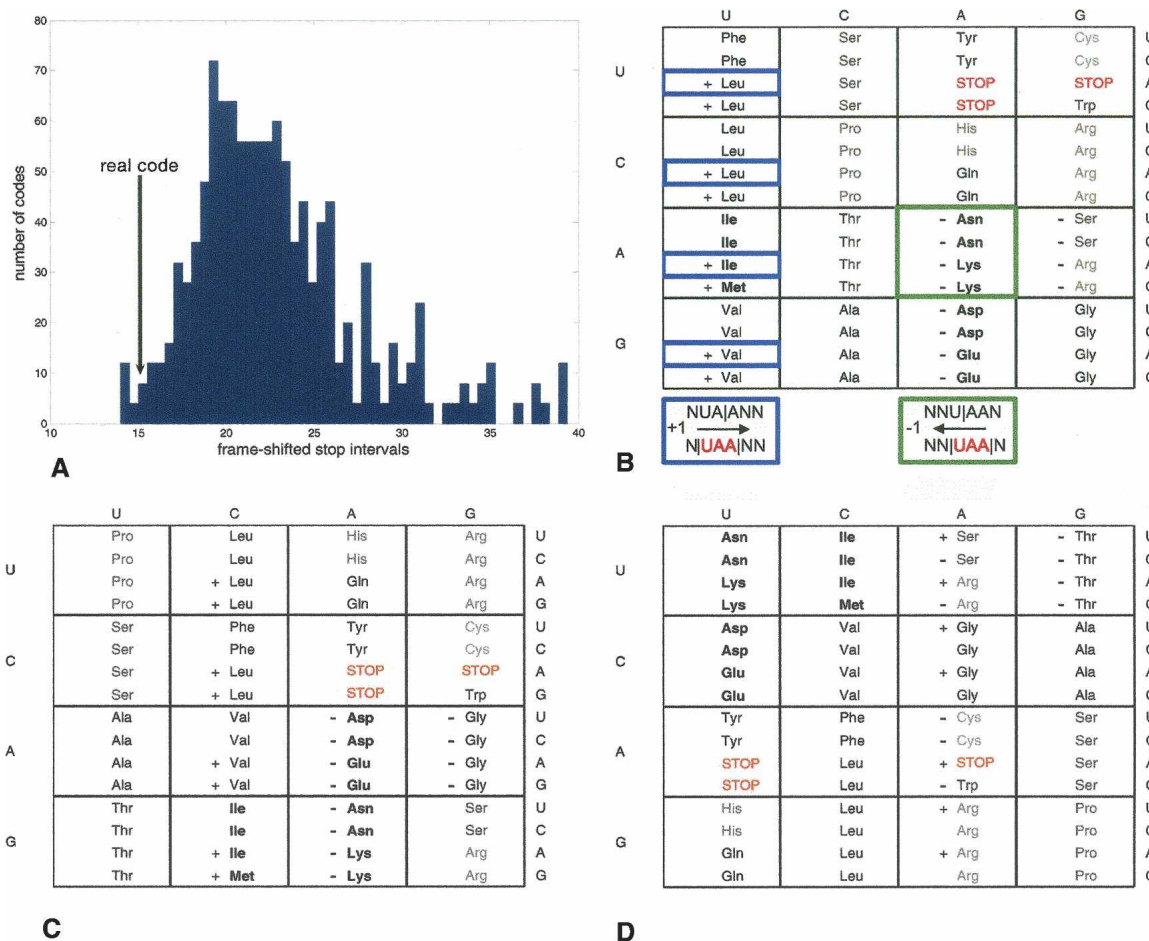 80
70
60
50
40
30
20
10
0
number of codes
real code
10 15 20 25 30 35 40
frame-shifted stop intervals
A
U C A G
Phe Ser Tyr Cys U
Phe Ser Tyr Cys
U
+ Leu Ser STOP STOP A
+ Leu Ser STOP Trp
Leu Pro His Arg U
Leu Pro His Arg
C
+ Leu Pro Gln Arg A
+ Leu Pro Gln Arg
Ile Thr - Asn - Ser U
Ile Thr - Asn - Ser
A
+ Ile Thr - Lys - Arg A
+ Met Thr - Lys - Arg
Val Ala - Asp Gly U
Val Ala - Asp Gly
G
+ Val Ala - Glu Gly A
+ Val Ala - Glu Gly
NUA|ANN
+1
N|UAA|NN
NNU|AAN
-1
NN|UAA|N
B
U C A G
Pro Leu His Arg U
Pro Leu His Arg C
U
Pro + Leu Gln Arg A
Pro + Leu Gln Arg G
Ser Phe Tyr Cys U
Ser Phe Tyr Cys C
C
Ser + Leu STOP STOP A
Ser + Leu STOP Trp G
Ala Val - Asp - Gly U
Ala Val - Asp - Gly C
A
Ala + Val - Glu - Gly A
Ala + Val - Glu - Gly G
Thr Ile - Asn Ser U
Thr Ile - Asn Ser C
G
Thr + Ile - Lys Arg A
Thr + Met - Lys Arg G
C
U C A G
Asn Ile + Ser - Thr U
Asn Ile - Ser - Thr
U
Lys Ile + Arg - Thr A
Lys Met - Arg - Thr
Asp Val + Gly Ala U
Asp Val Gly Ala
C
Glu Val + Gly Ala A
Glu Val Gly Ala
Tyr Phe - Cys Ser U
Tyr Phe - Cys Ser
A
STOP Leu + STOP Ser A
STOP Leu - Trp Ser
His Leu + Arg Pro U
His Leu Arg Pro
G
Gln Leu + Arg Pro A
Gln Leu Arg Pro
D